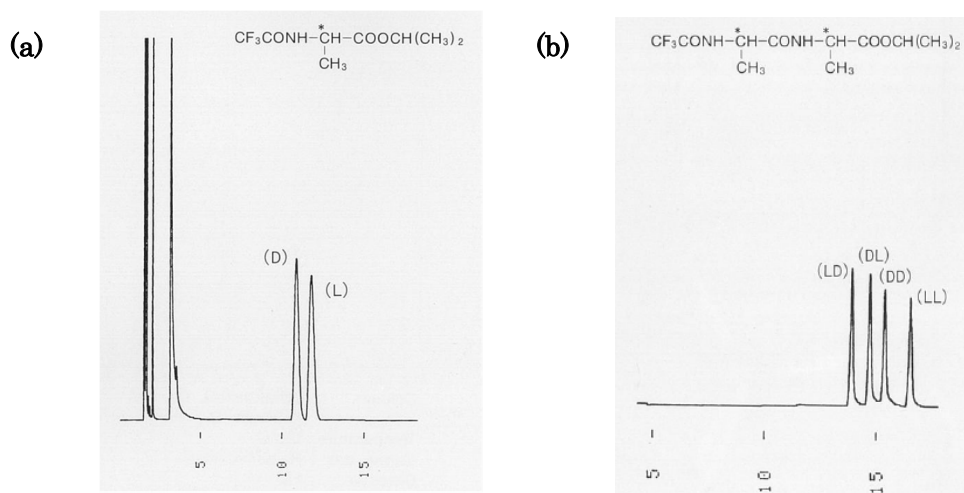 (a)
*
CF₃CONH-CH-COOCH(CH₃)₂
CH₃
(D)
(L)
5
10
15
(b)
* *
CF₃CONH-CH-CONH-CH-COOCH(CH₃)₂
CH₃ CH₃
(LD)
(DL)
(DD)
(LL)
5
10
15